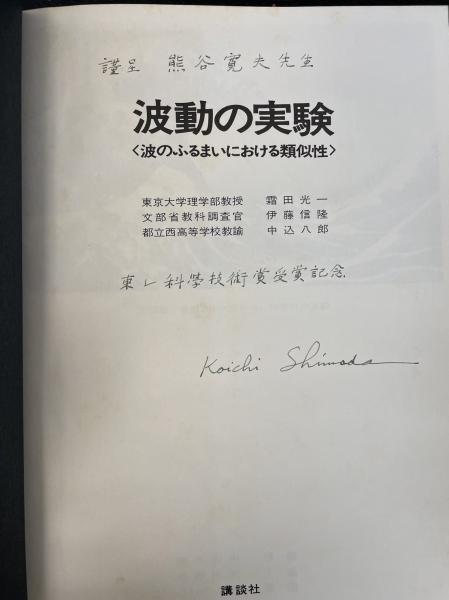 謹呈 熊谷寛夫先生
波動の実験
〈波のふるまいにおける類似性〉
東京大学理学部教授 霜田光一
文部省教科調査官 伊藤信隆
都立西高等学校教諭 中込八郎
東レ科學技術賞受賞記念
Koichi Shimoda
講談社